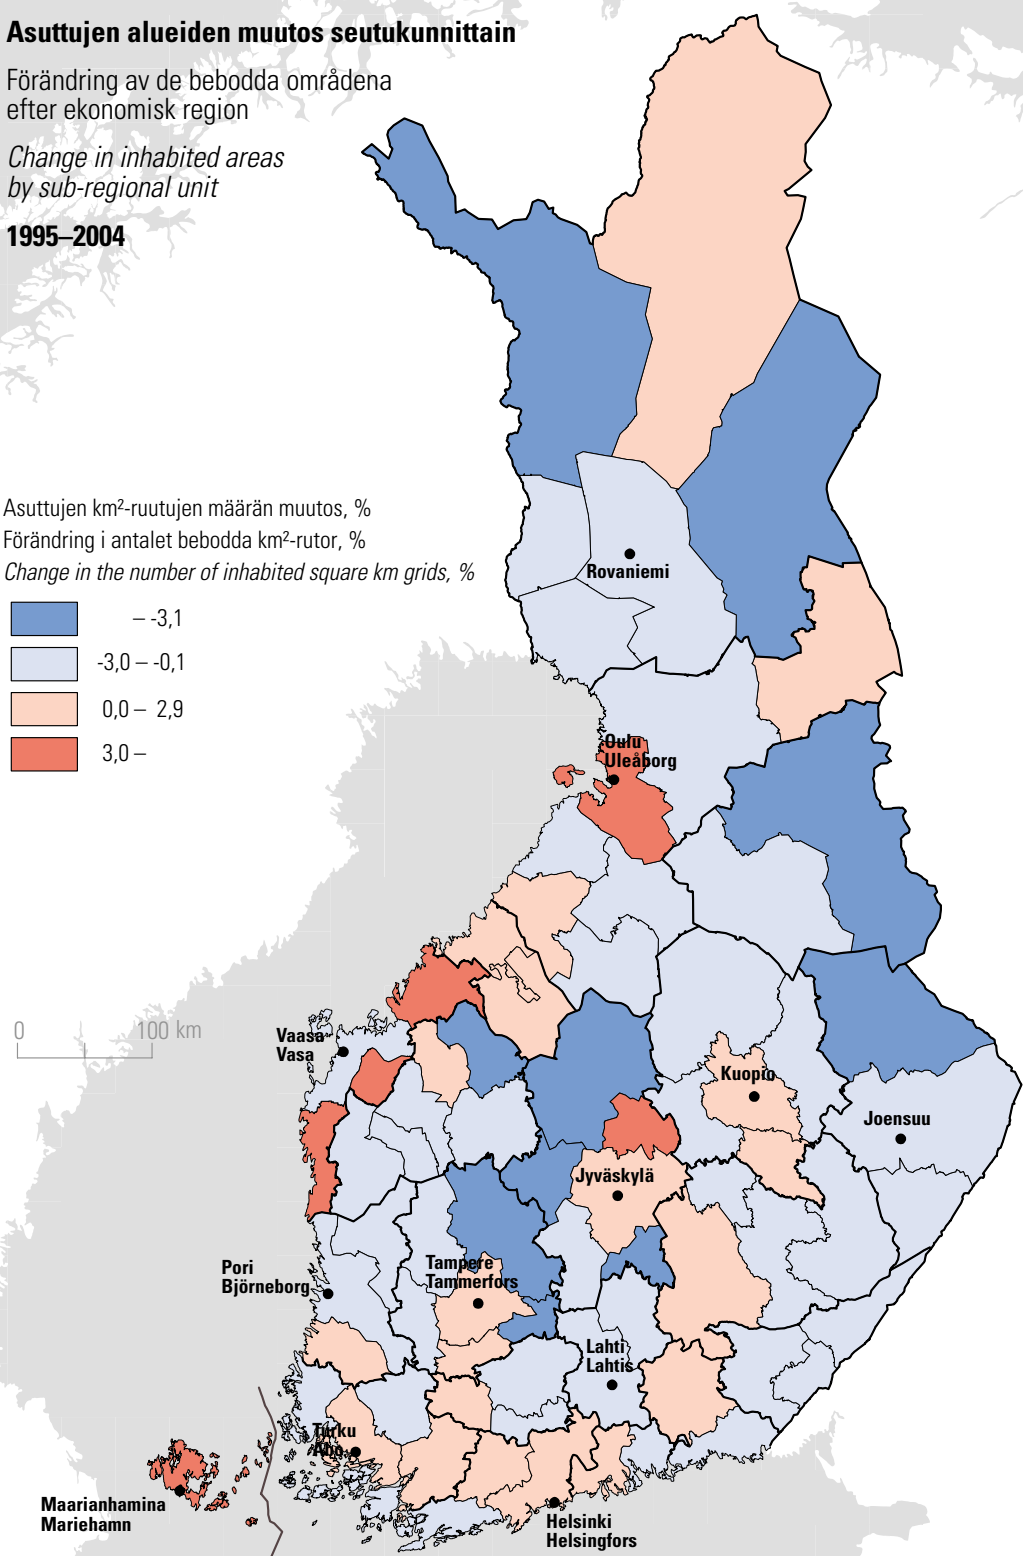 Asuttujen alueiden muutos seutukunnittain
Förändring av de bebodda områdena
efter ekonomisk region
Change in inhabited areas
by sub-regional unit
1995–2004
Asuttujen km²-ruutujen määrän muutos, %
Förändring i antalet bebodda km²-rutor, %
Change in the number of inhabited square km grids, %
– -3,1
-3,0 – -0,1
0,0 – 2,9
3,0 –
Rovaniemi
Oulu
Uleåborg
0 100 km
Vaasa
Vasa
Kuopio
Joensuu
Jyväskylä
Pori
Björneborg
Tampere
Tammerfors
Lahti
Lahtis
Turku
Åbo
Maarianhamina
Mariehamn
Helsinki
Helsingfors